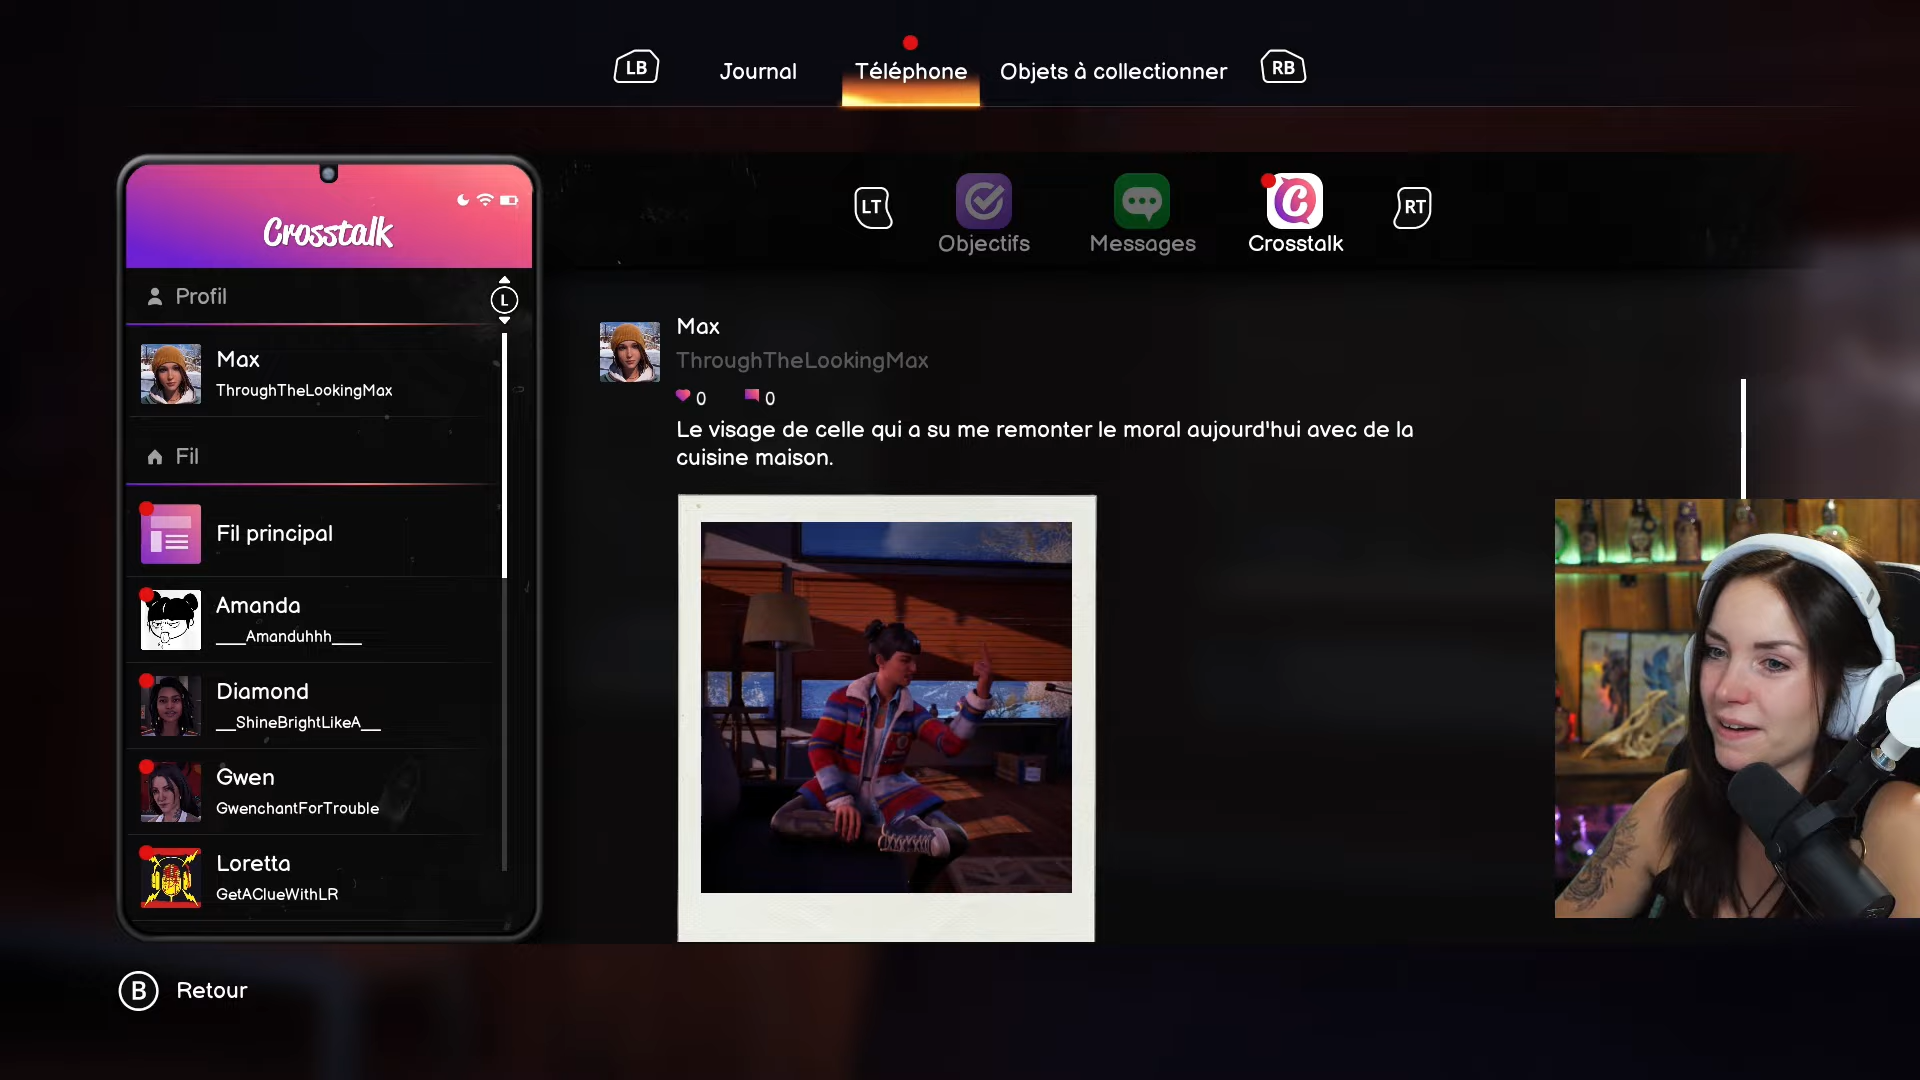 LB
Journal
Téléphone
Objets à collectionner
RB
Crosstalk
LT
Objectifs
Messages
C
Crosstalk
RT
Profil
L
Max
ThroughTheLookingMax
Fil
Fil principal
Amanda
___Amanduhhh___
Diamond
__ShineBrightLikeA__
Gwen
GwenchantForTrouble
Loretta
GetAClueWithLR
Max
ThroughTheLookingMax
0
0
Le visage de celle qui a su me remonter le moral aujourd'hui avec de la
cuisine maison.
B
Retour